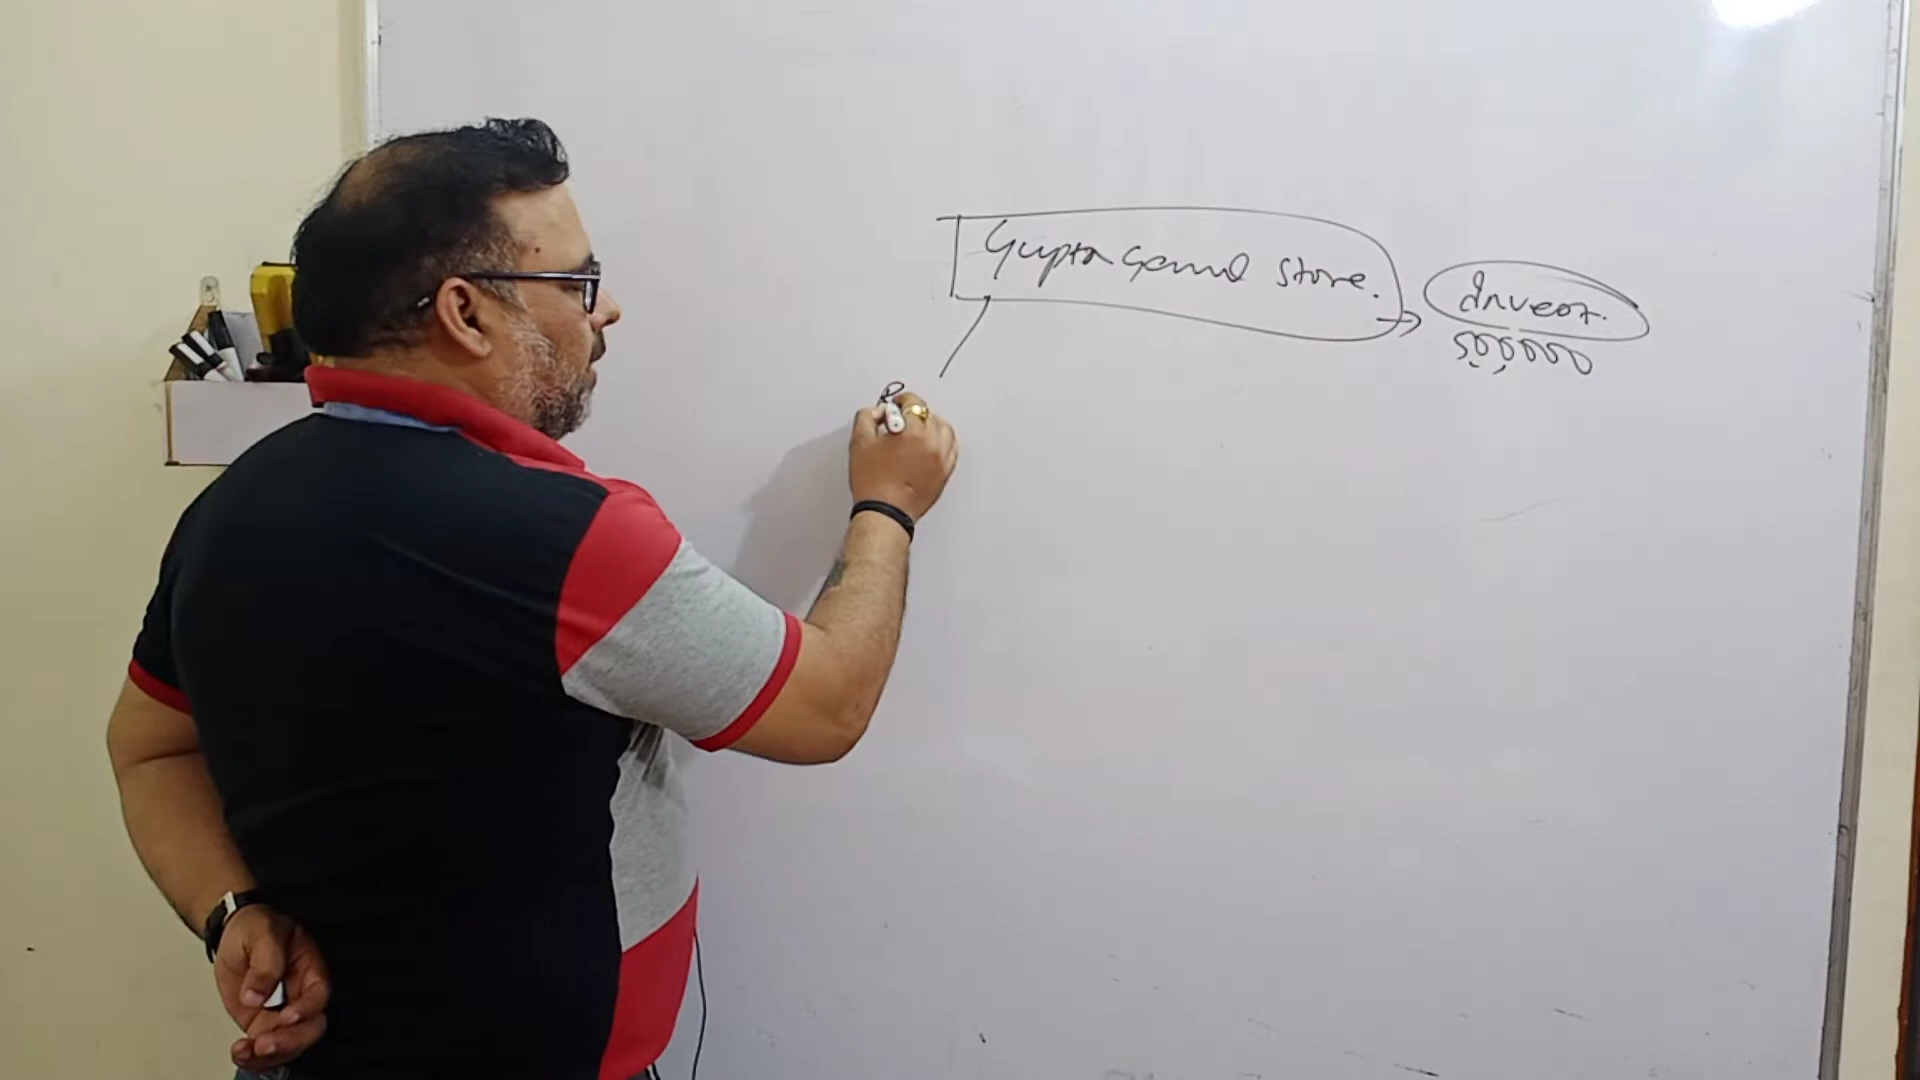 Gupta General Store.
Invest.
500000
R